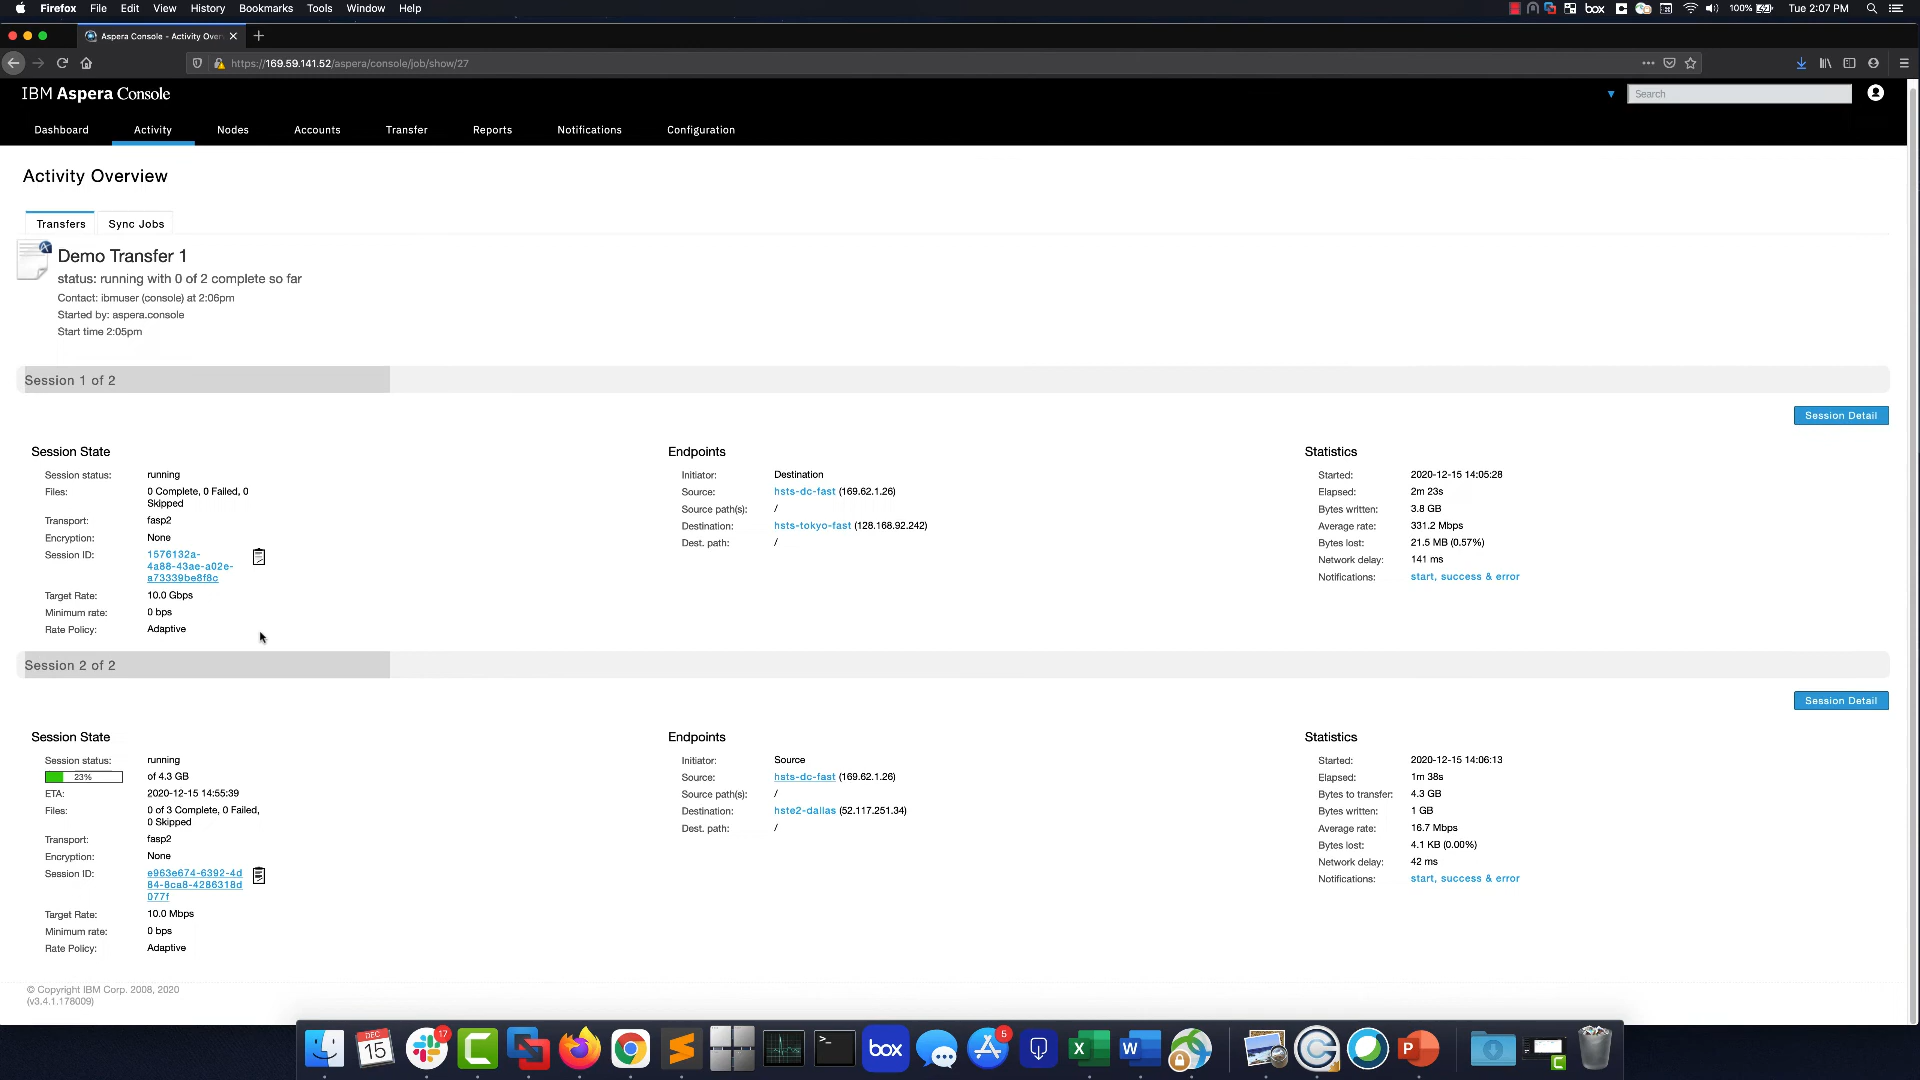 Firefox File Edit View History Bookmarks Tools Window Help
box 100% Tue 2:07 PM
Aspera Console - Activity Over
https://169.59.141.52/aspera/console/job/show/27
IBM Aspera Console
Search
Dashboard Activity Nodes Accounts Transfer Reports Notifications Configuration
Activity Overview
Transfers Sync Jobs
Demo Transfer 1
status: running with 0 of 2 complete so far
Contact: ibmuser (console) at 2:06pm
Started by: aspera.console
Start time 2:05pm
Session 1 of 2
Session Detail
Session State
Session status: running
Files: 0 Complete, 0 Failed, 0
Skipped
Transport: fasp2
Encryption: None
Session ID: 1576132a-
4a88-43ae-a02e-
a73339be8f8c
Target Rate: 10.0 Gbps
Minimum rate: 0 bps
Rate Policy: Adaptive
Endpoints
Initiator: Destination
Source: hsts-dc-fast (169.62.1.26)
Source path(s): /
Destination: hsts-tokyo-fast (128.168.92.242)
Dest. path: /
Statistics
Started: 2020-12-15 14:05:28
Elapsed: 2m 23s
Bytes written: 3.8 GB
Average rate: 331.2 Mbps
Bytes lost: 21.5 MB (0.57%)
Network delay: 141 ms
Notifications: start, success & error
Session 2 of 2
Session Detail
Session State
Session status: running
23% of 4.3 GB
ETA: 2020-12-15 14:55:39
Files: 0 of 3 Complete, 0 Failed,
0 Skipped
Transport: fasp2
Encryption: None
Session ID: e963e674-6392-4d
84-8ca8-4286318d
077f
Target Rate: 10.0 Mbps
Minimum rate: 0 bps
Rate Policy: Adaptive
Endpoints
Initiator: Source
Source: hsts-dc-fast (169.62.1.26)
Source path(s): /
Destination: hste2-dallas (52.117.251.34)
Dest. path: /
Statistics
Started: 2020-12-15 14:06:13
Elapsed: 1m 38s
Bytes to transfer: 4.3 GB
Bytes written: 1 GB
Average rate: 16.7 Mbps
Bytes lost: 4.1 KB (0.00%)
Network delay: 42 ms
Notifications: start, success & error
© Copyright IBM Corp. 2008, 2020
(v3.4.1.178009)
DEC
15
17
box
5
X
W
P